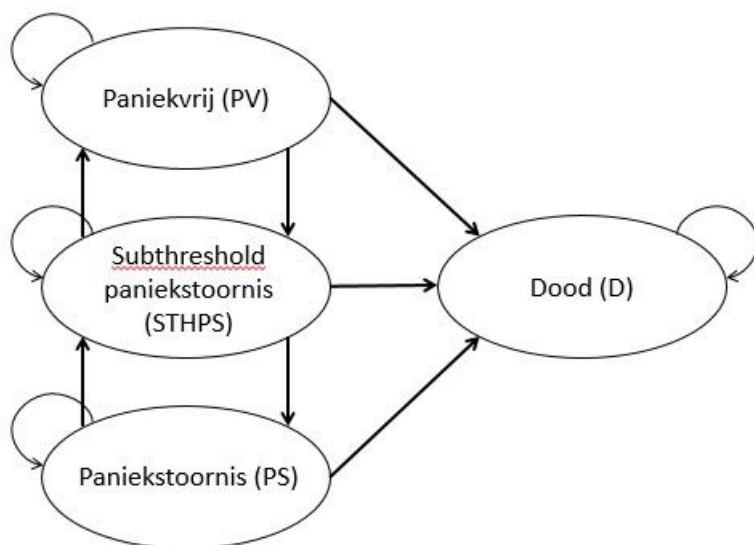 Paniekvrij (PV)
Subthreshold
paniekstoornis
(STHPS)
Dood (D)
Paniekstoornis (PS)